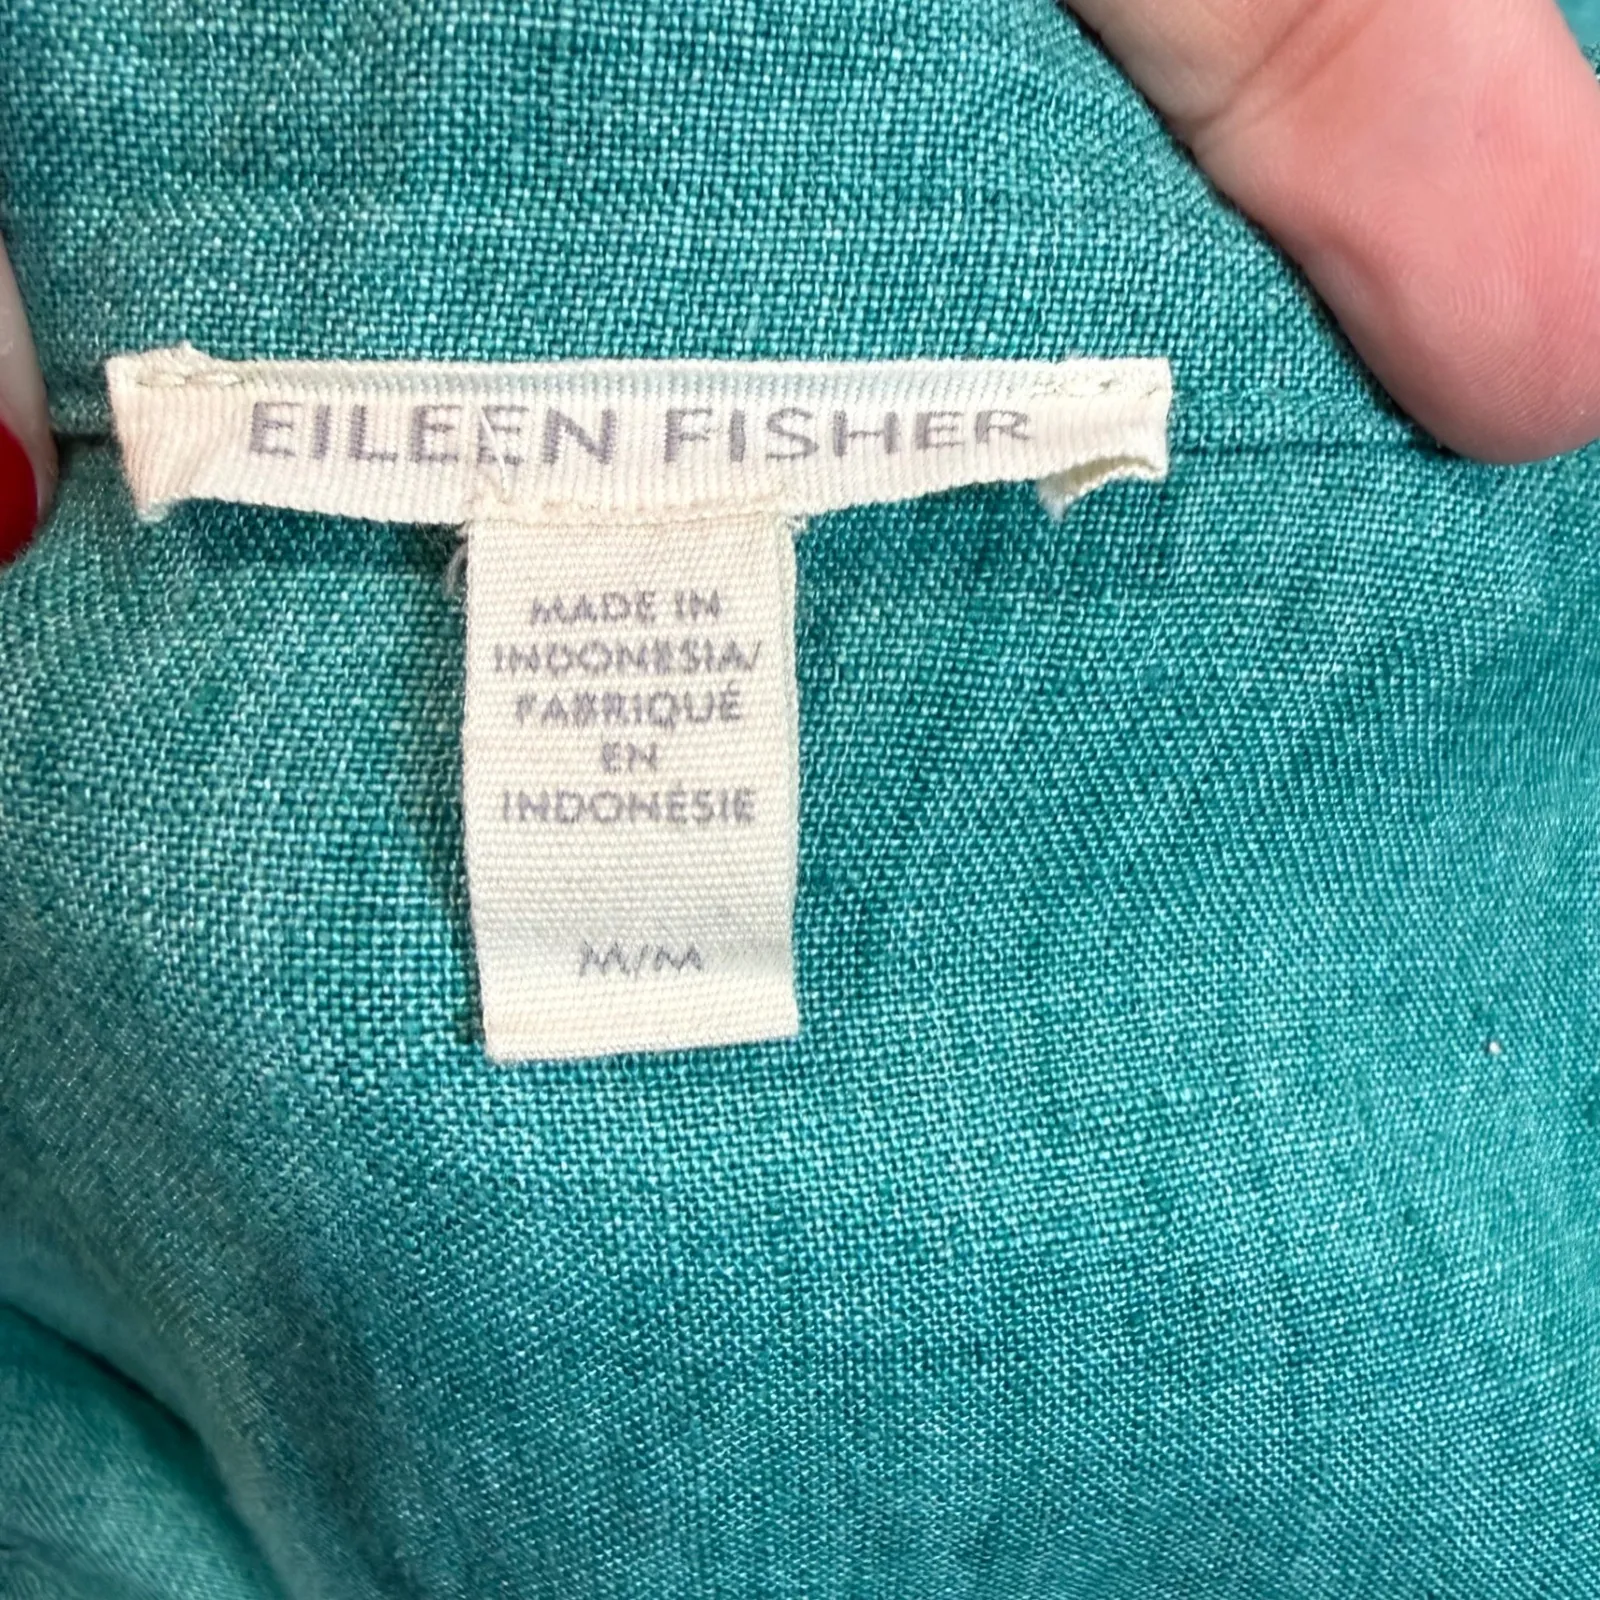 EILEEN FISHER
MADE IN
INDONESIA/
FABRIQUÉ
EN
INDONÉSIE
M/M